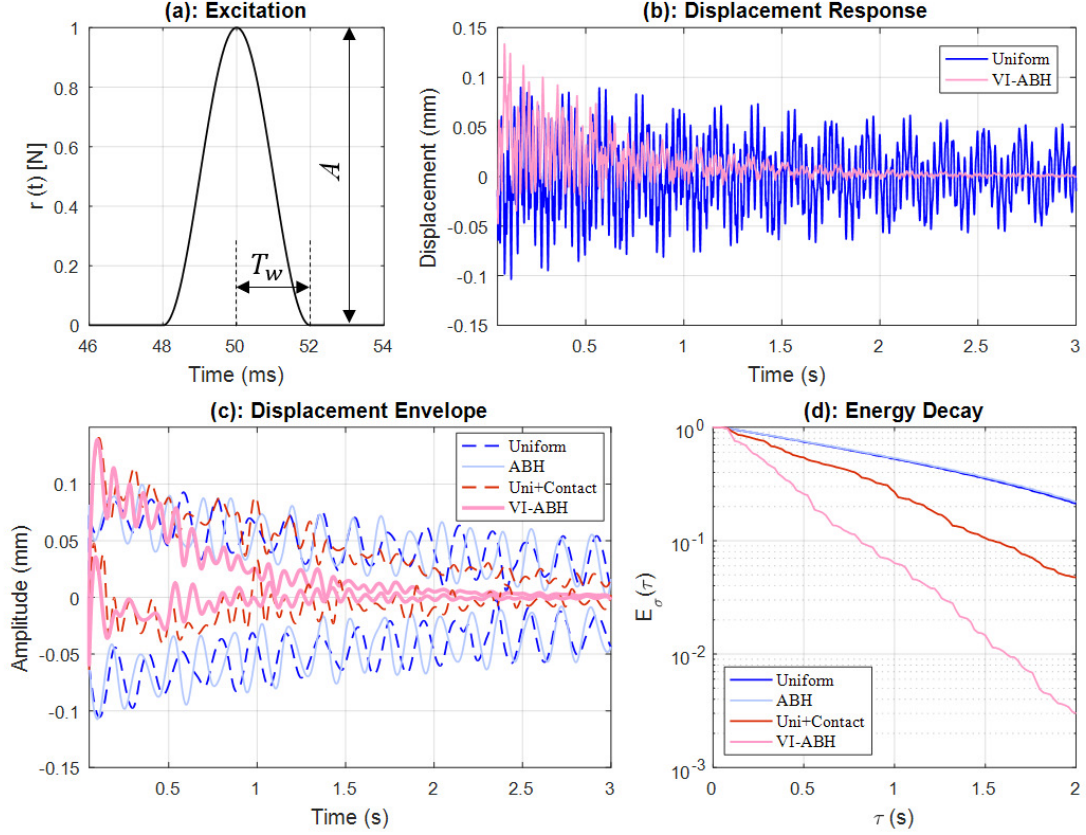 (a): Excitation
r (t) [N]
1
0.8
0.6
0.4
0.2
0
A
T_w
46
48
50
52
54
Time (ms)
(b): Displacement Response
Displacement (mm)
0.15
0.1
0.05
0
-0.05
-0.1
-0.15
Uniform
VI-ABH
0.5
1
1.5
2
2.5
3
Time (s)
(c): Displacement Envelope
Amplitude (mm)
0.1
0.05
0
-0.05
-0.1
-0.15
Uniform
ABH
Uni+Contact
VI-ABH
0.5
1
1.5
2
2.5
3
Time (s)
(d): Energy Decay
E_σ(τ)
10^0
10^-1
10^-2
10^-3
Uniform
ABH
Uni+Contact
VI-ABH
0
0.5
1
1.5
2
τ (s)